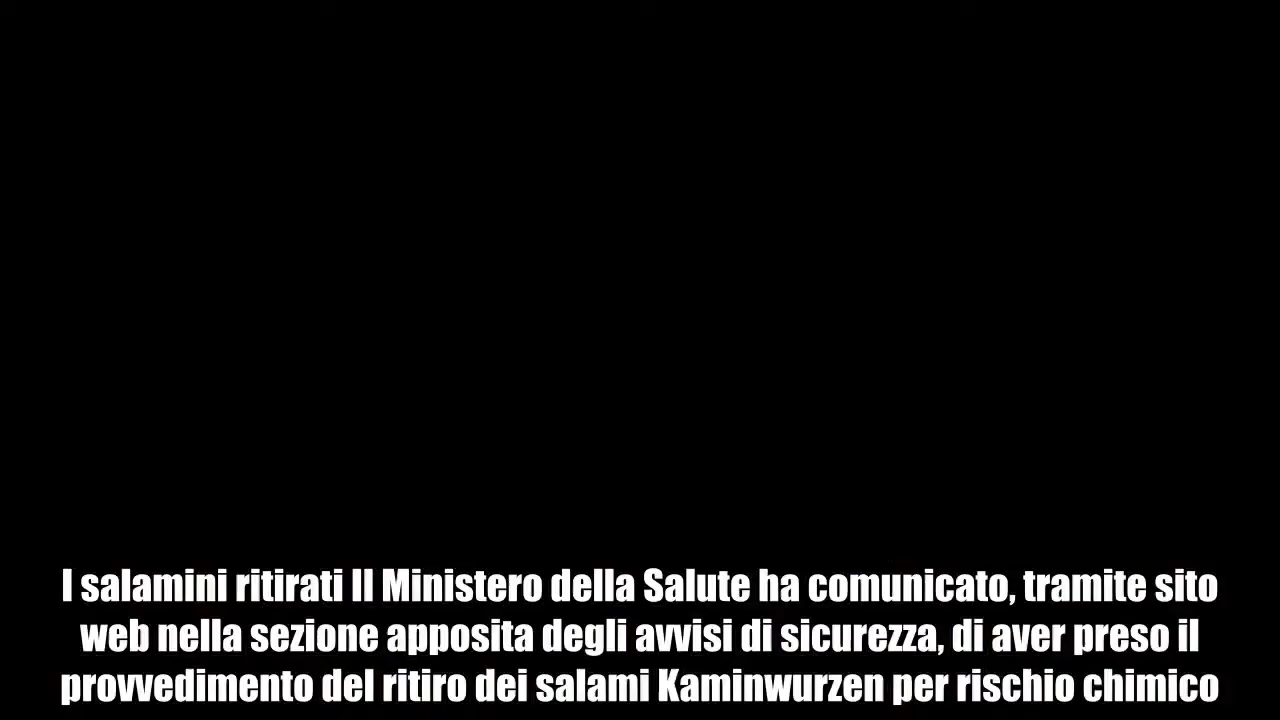 I salamini ritirati Il Ministero della Salute ha comunicato, tramite sito
web nella sezione apposita degli avvisi di sicurezza, di aver preso il
provvedimento del ritiro dei salami Kaminwurzen per rischio chimico